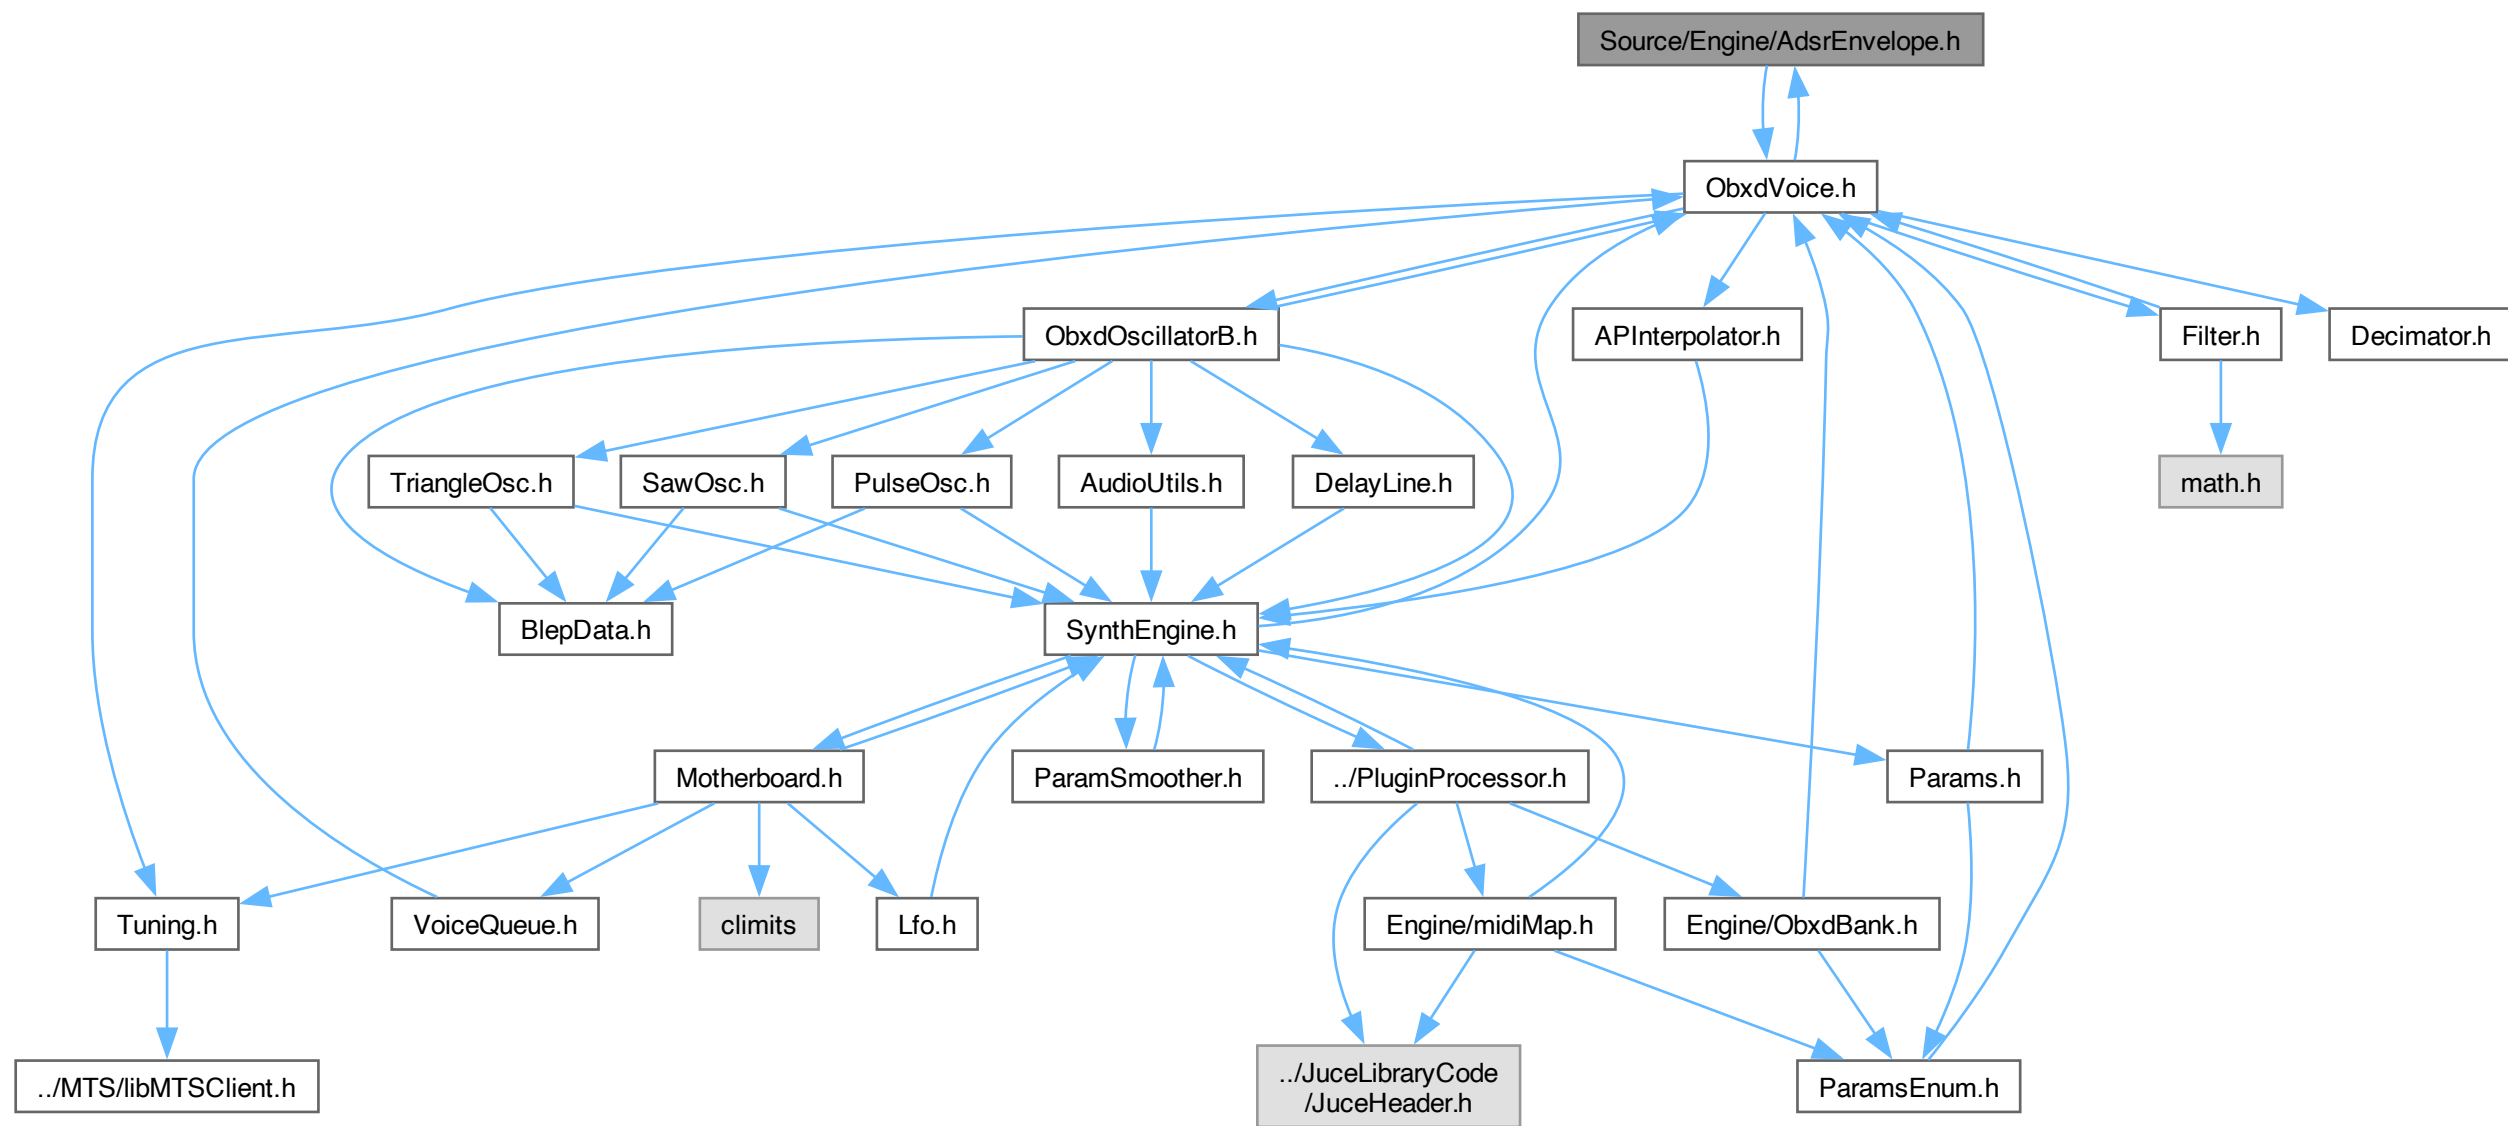 Source/Engine/AdsrEnvelope.h
ObxdVoice.h
ObxdOscillatorB.h
APInterpolator.h
Filter.h
Decimator.h
TriangleOsc.h
SawOsc.h
PulseOsc.h
AudioUtils.h
DelayLine.h
math.h
BlepData.h
SynthEngine.h
Motherboard.h
ParamSmoother.h
../PluginProcessor.h
Params.h
Tuning.h
VoiceQueue.h
climits
Lfo.h
Engine/midiMap.h
Engine/ObxdBank.h
../MTS/libMTSClient.h
../JuceLibraryCode
/JuceHeader.h
ParamsEnum.h